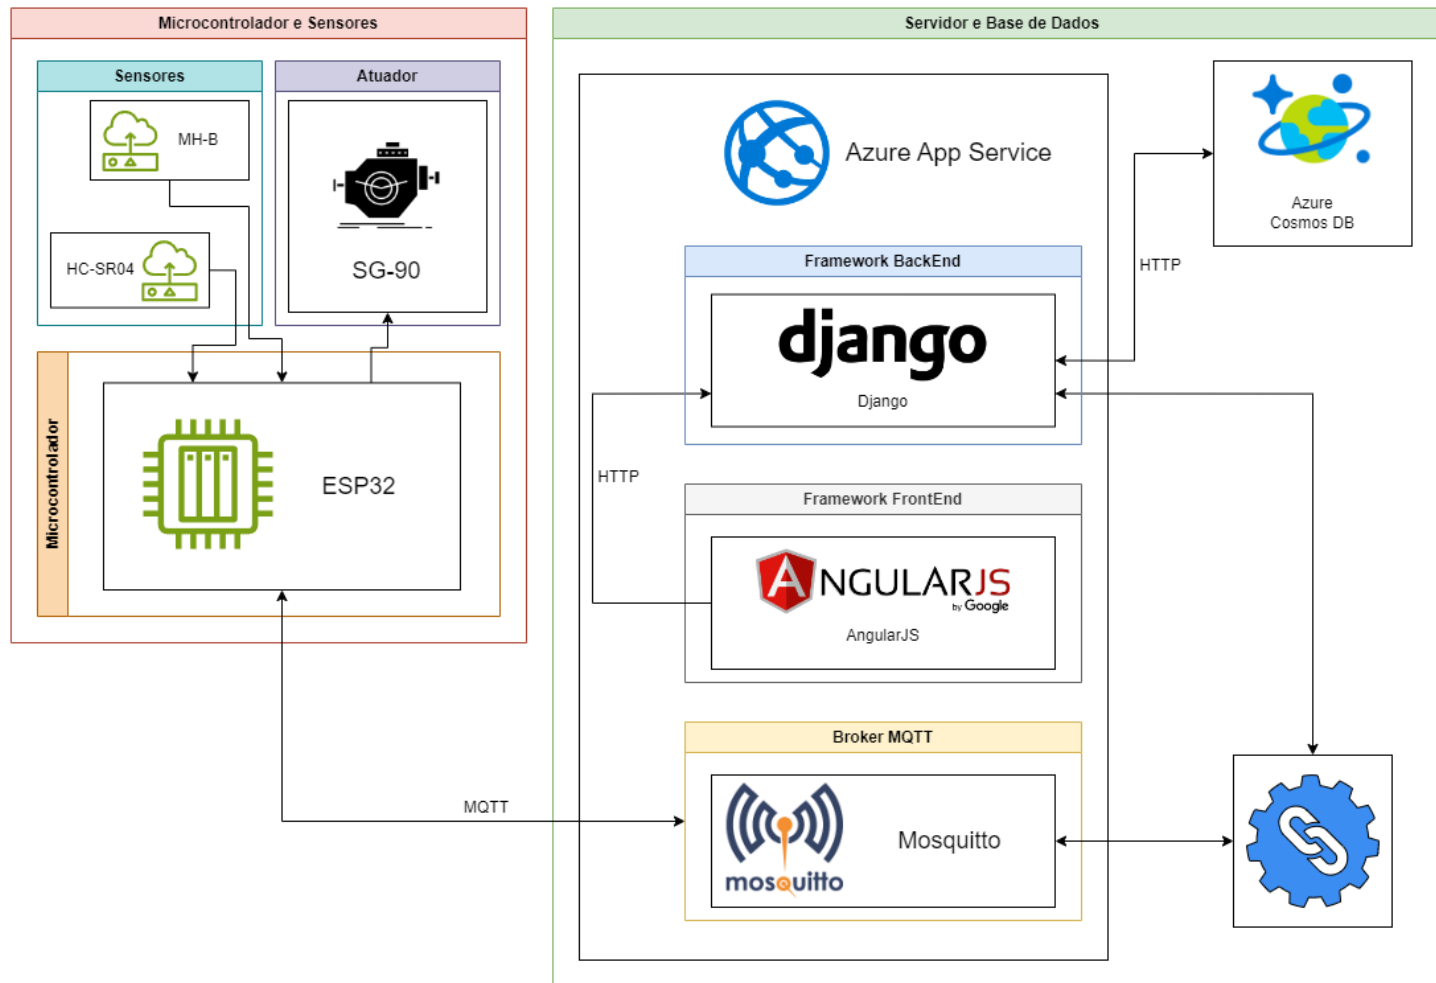 Microcontrolador e Sensores
Sensores
MH-B
HC-SR04
Atuador
SG-90
Microcontrolador
ESP32
MQTT
Servidor e Base de Dados
Azure App Service
Framework BackEnd
django
Django
HTTP
Framework FrontEnd
ANGULARJS
by Google
AngularJS
Broker MQTT
mosquitto
Mosquitto
HTTP
Azure
Cosmos DB